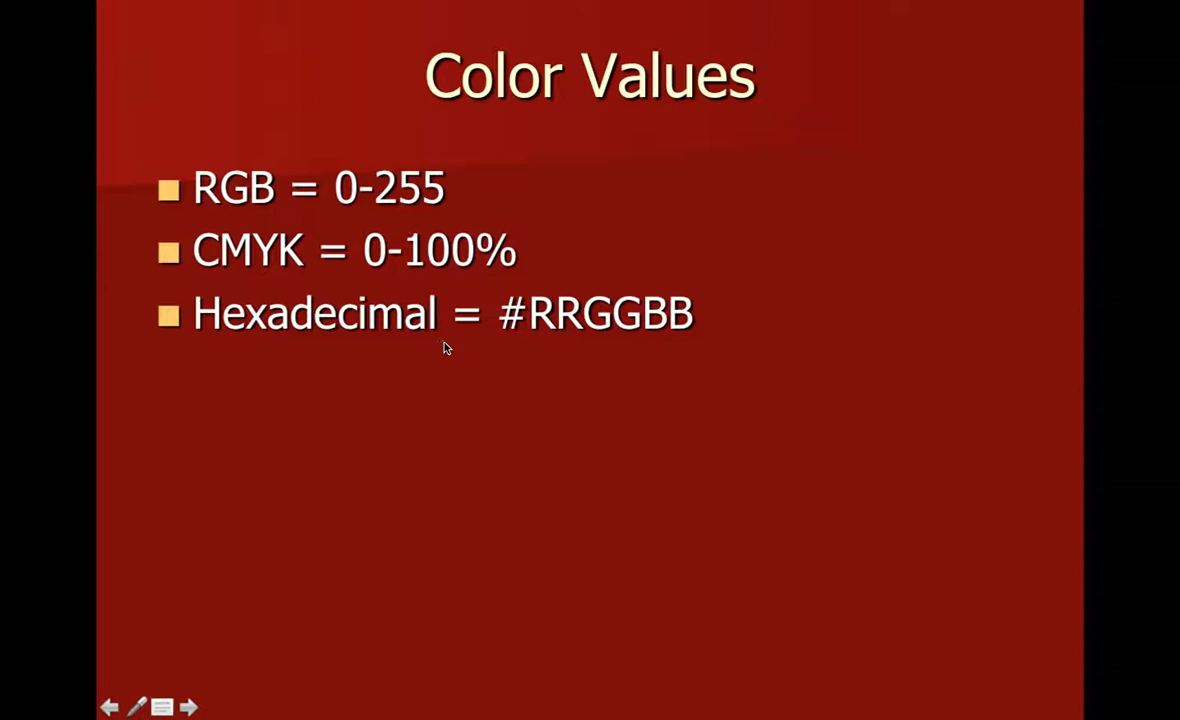 Color Values
RGB = 0-255
CMYK = 0-100%
Hexadecimal = #RRGGBB